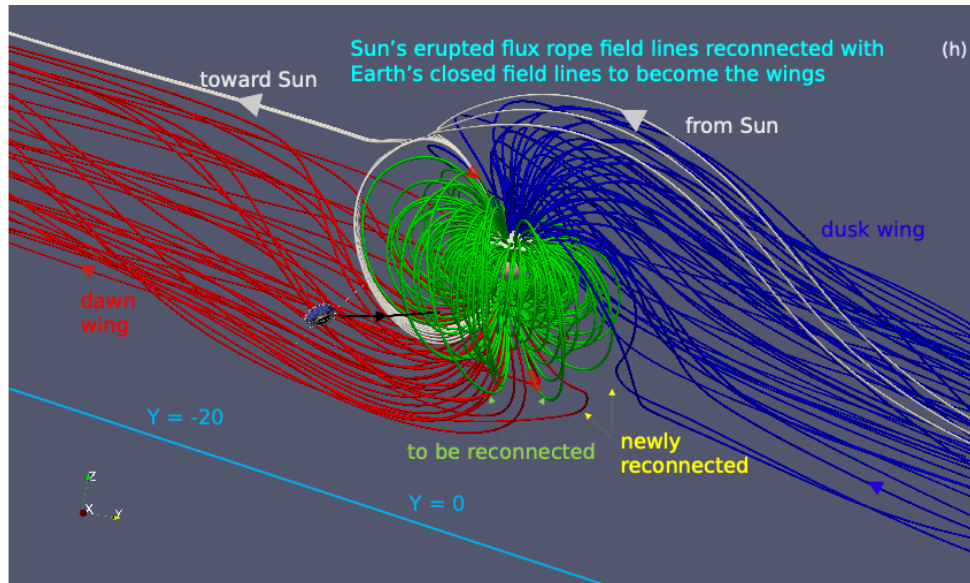 Sun's erupted flux rope field lines reconnected with
Earth's closed field lines to become the wings
(h)
toward Sun
from Sun
dusk wing
dawn
wing
Y = -20
to be reconnected
newly
reconnected
Y = 0
Z
X
Y